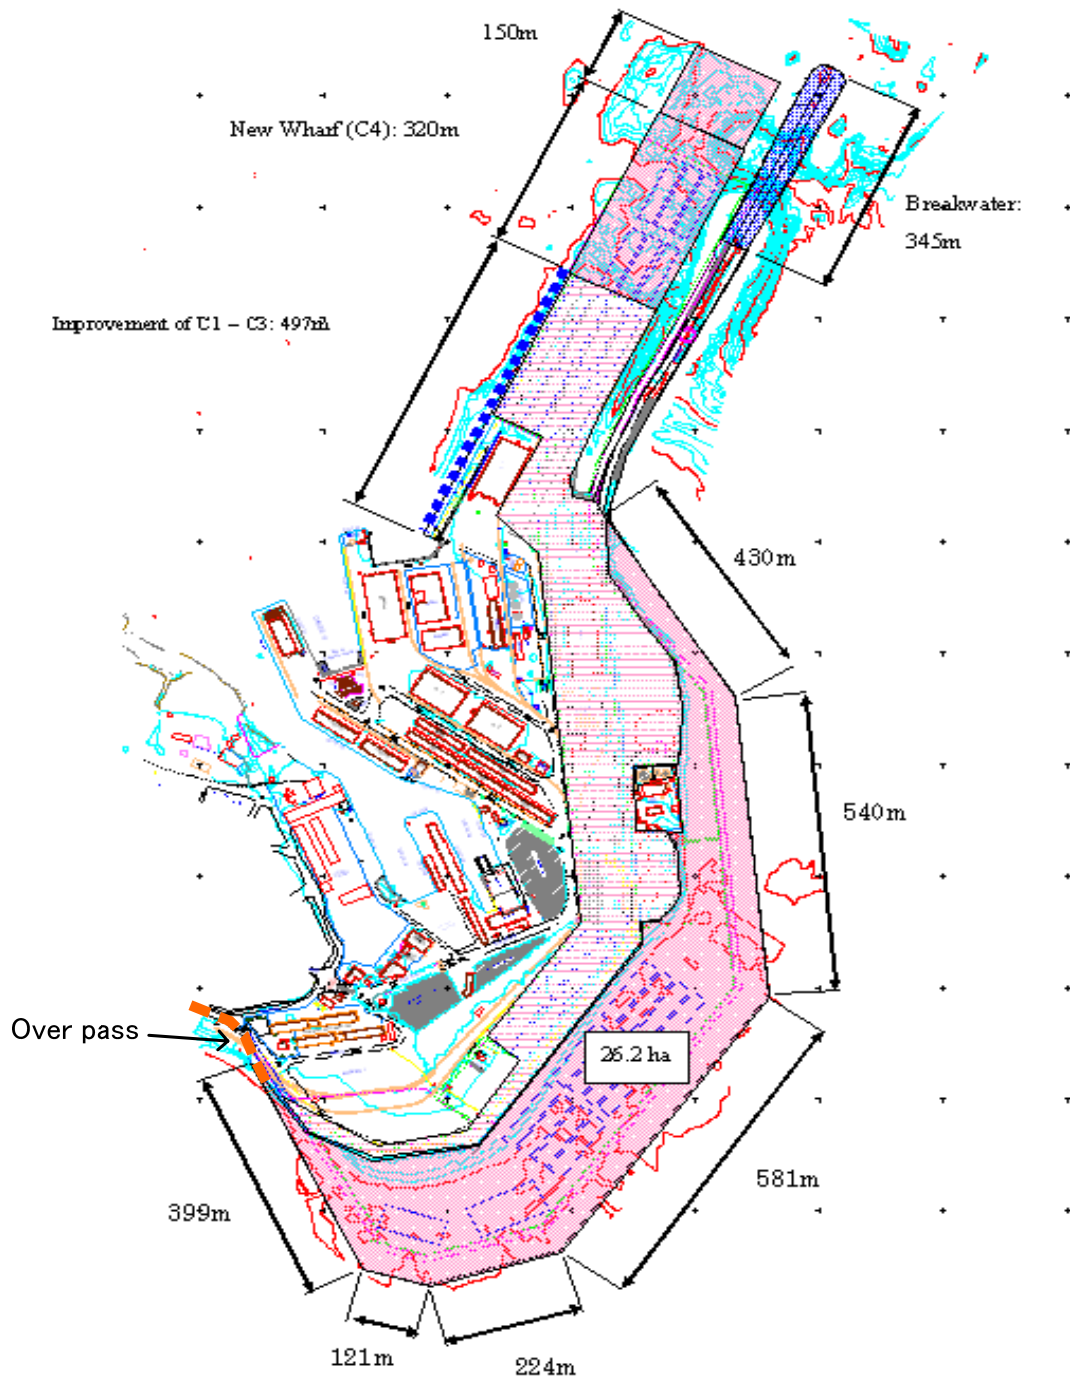 150m
New Wharf (C4): 320m
Breakwater:
345m
Improvement of C1 – C3: 497m
430m
540m
Over pass
26.2 ha
581m
399m
121m
224m